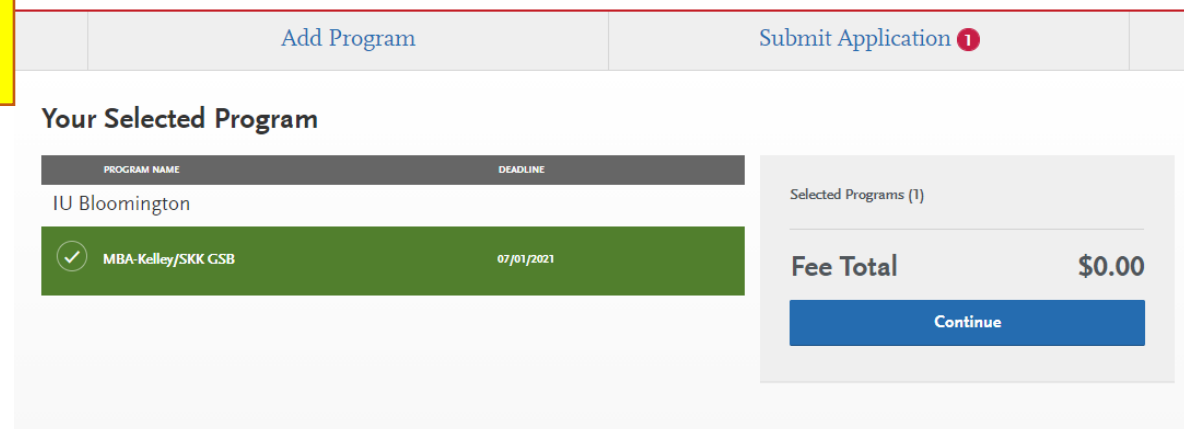 Add Program
Submit Application 1
Your Selected Program
PROGRAM NAME DEADLINE
IU Bloomington
MBA-Kelley/SKK GSB 07/01/2021
Selected Programs (1)
Fee Total $0.00
Continue